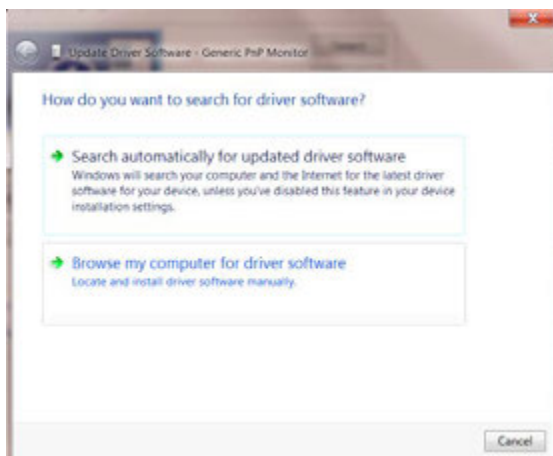 Update Driver Software - Generic PnP Monitor
How do you want to search for driver software?
Search automatically for updated driver software
Windows will search your computer and the Internet for the latest driver
software for your device, unless you've disabled this feature in your device
installation settings.
Browse my computer for driver software
Locate and install driver software manually.
Cancel